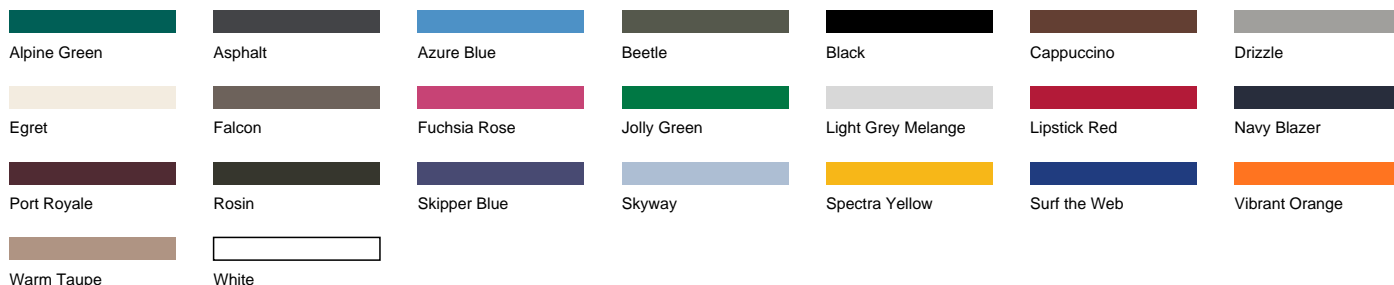 Alpine Green
Asphalt
Azure Blue
Beetle
Black
Cappuccino
Drizzle
Egret
Falcon
Fuchsia Rose
Jolly Green
Light Grey Melange
Lipstick Red
Navy Blazer
Port Royale
Rosin
Skipper Blue
Skyway
Spectra Yellow
Surf the Web
Vibrant Orange
Warm Taupe
White